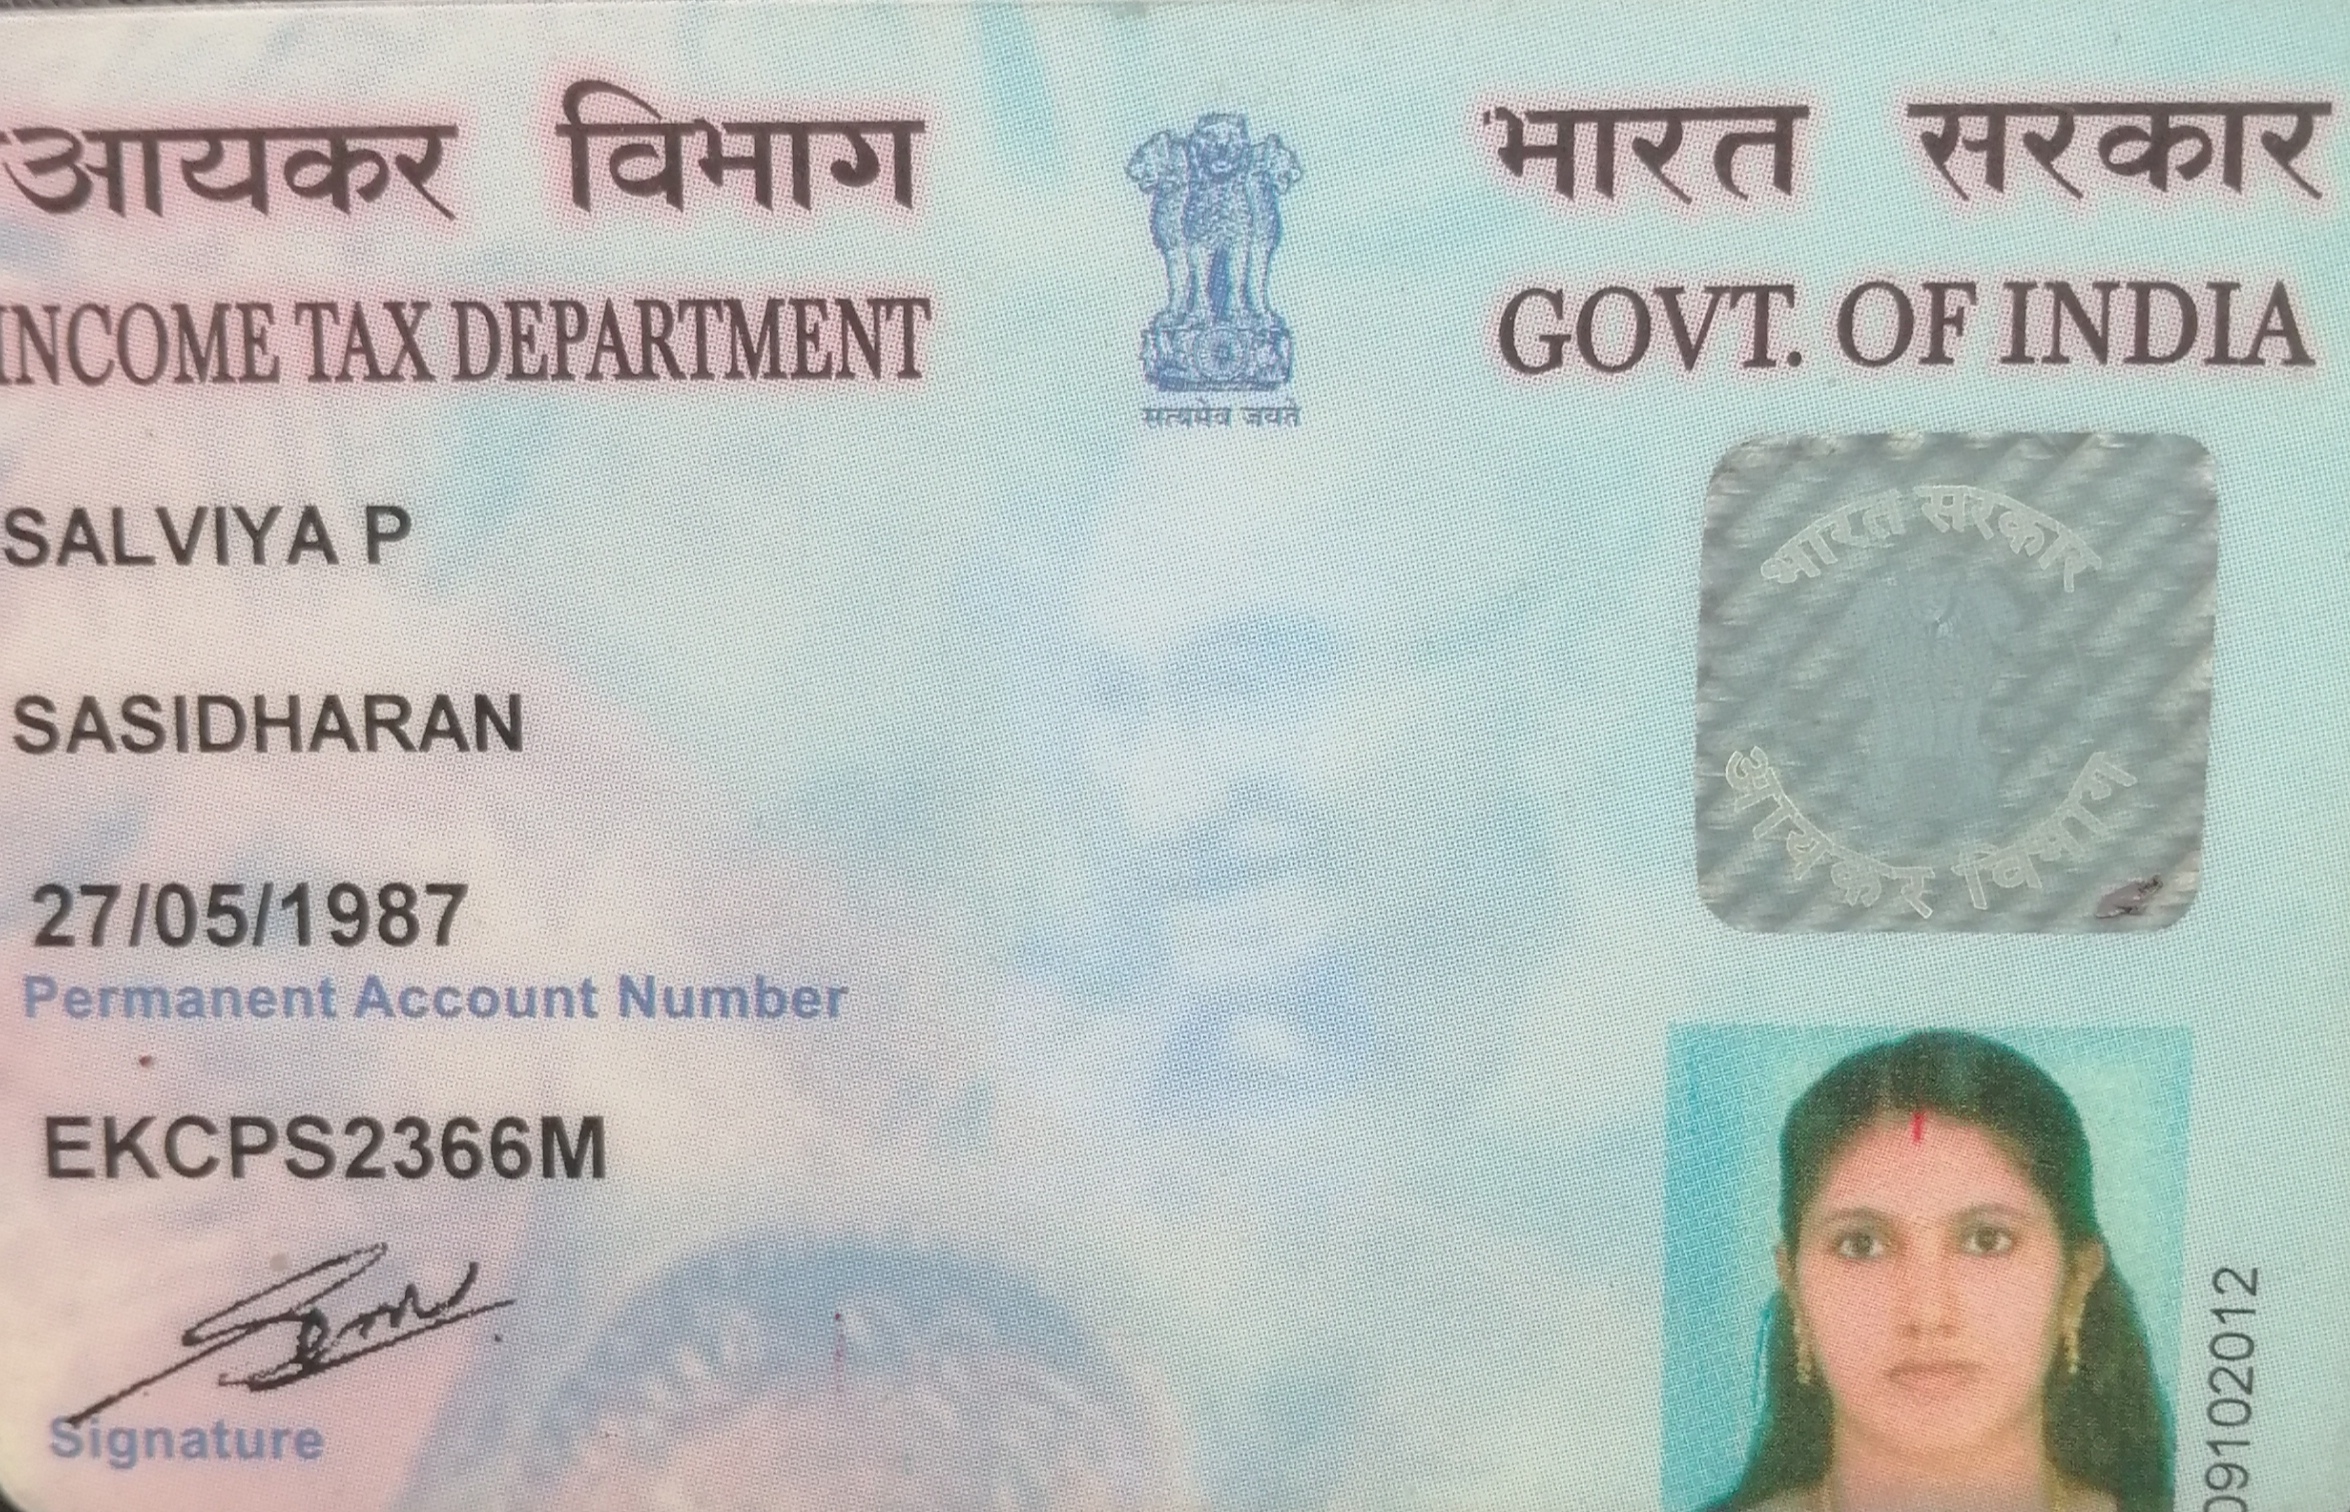 आयकर विभाग
INCOME TAX DEPARTMENT
सत्यमेव जयते
भारत सरकार
GOVT. OF INDIA
SALVIYA P
SASIDHARAN
27/05/1987
Permanent Account Number
EKCPS2366M
Signature
भारत सरकार
आयकर विभाग
09102012